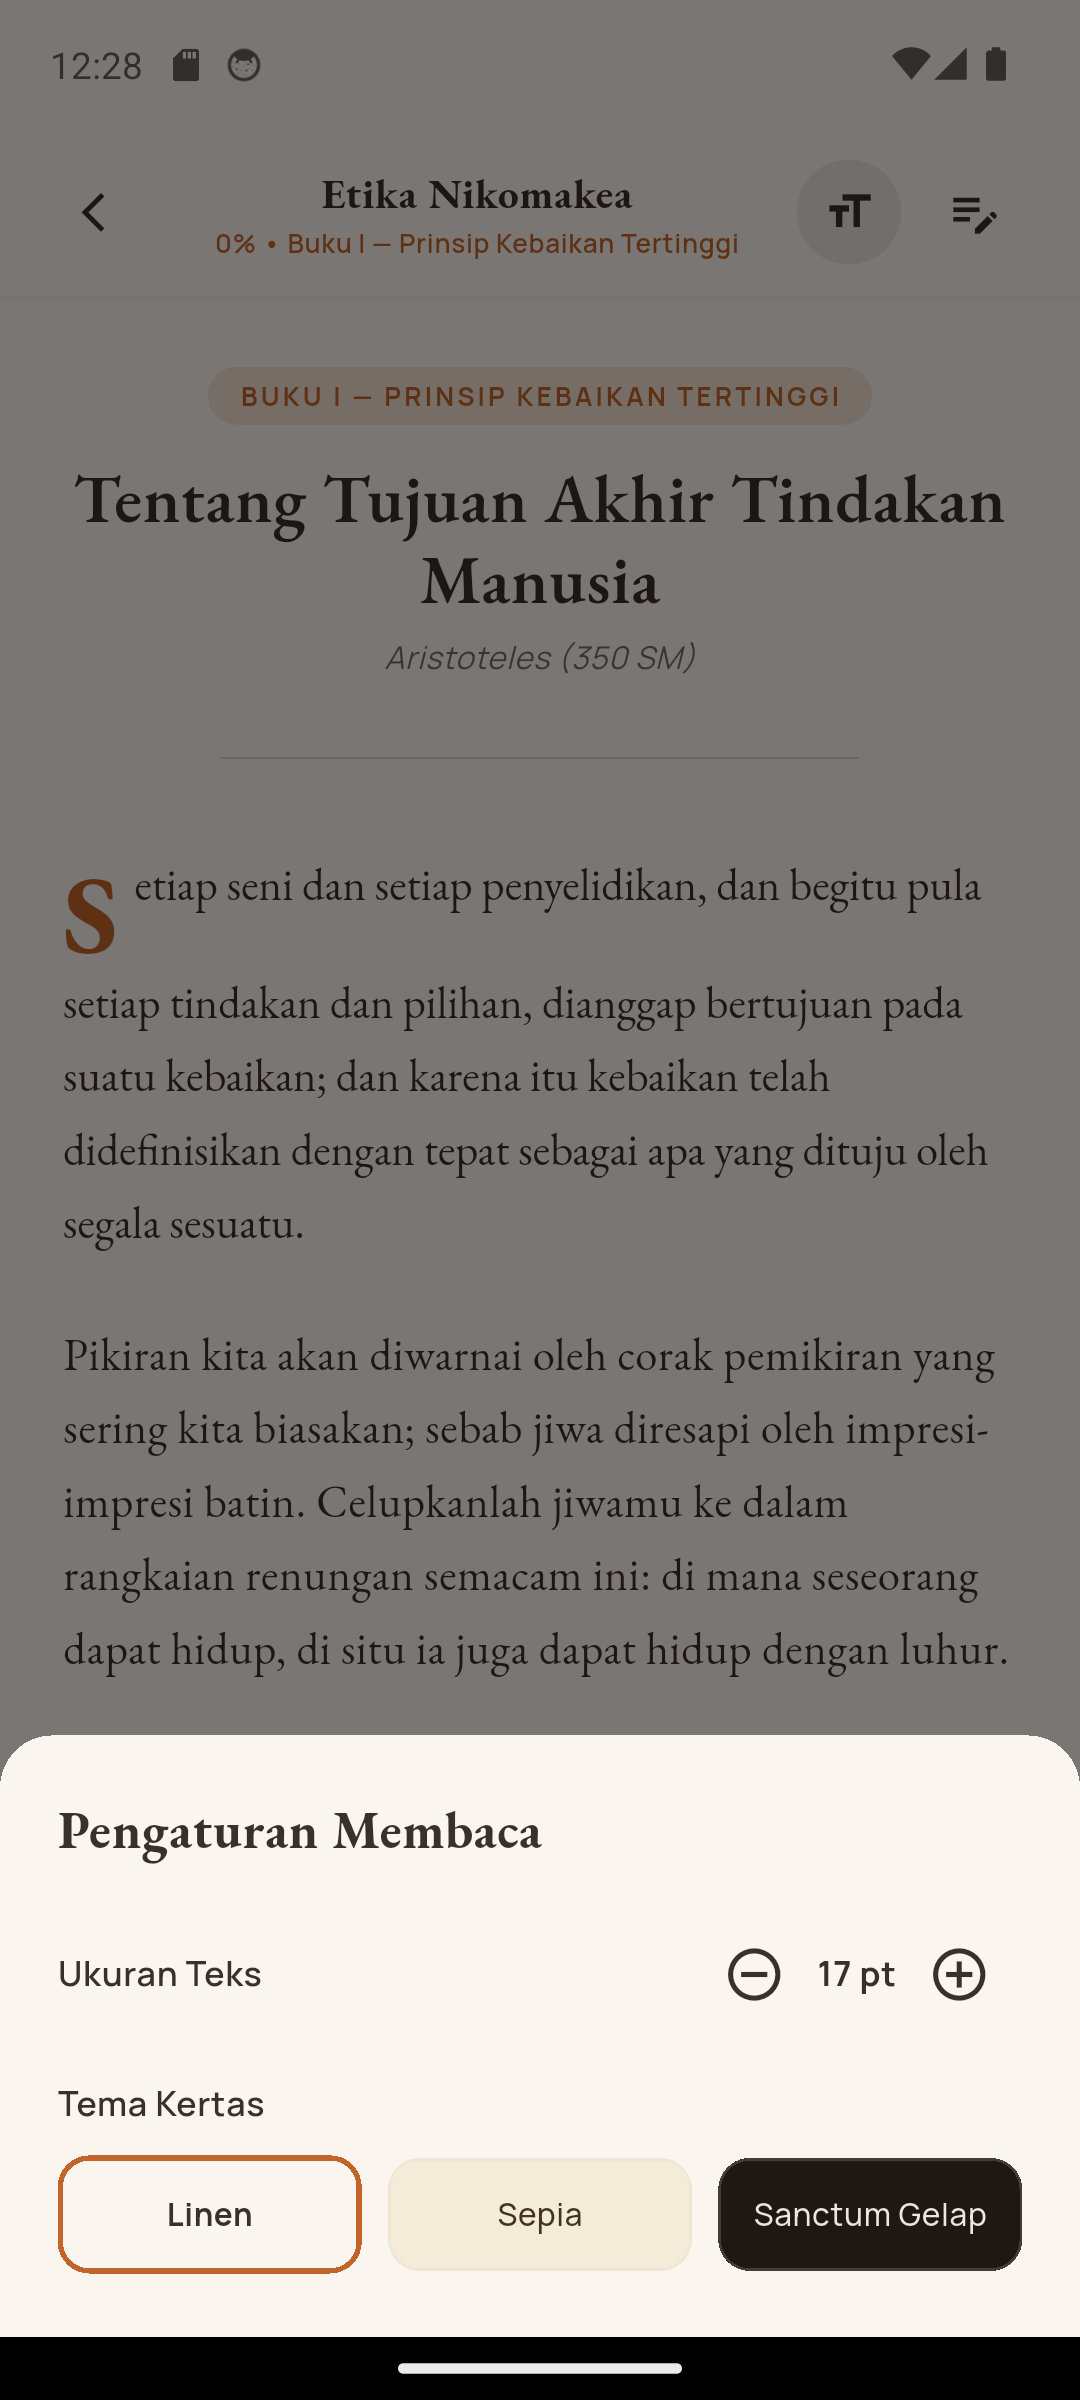 12:28
Etika Nikomakea
0% • Buku I — Prinsip Kebaikan Tertinggi
BUKU I — PRINSIP KEBAIKAN TERTINGGI
Tentang Tujuan Akhir Tindakan
Manusia
Aristoteles (350 SM)
Setiap seni dan setiap penyelidikan, dan begitu pula
setiap tindakan dan pilihan, dianggap bertujuan pada
suatu kebaikan; dan karena itu kebaikan telah
didefinisikan dengan tepat sebagai apa yang dituju oleh
segala sesuatu.
Pikiran kita akan diwarnai oleh corak pemikiran yang
sering kita biasakan; sebab jiwa diresapi oleh impresi-
impresi batin. Celupkanlah jiwamu ke dalam
rangkaian renungan semacam ini: di mana seseorang
dapat hidup, di situ ia juga dapat hidup dengan luhur.
Pengaturan Membaca
Ukuran Teks
17 pt
Tema Kertas
Linen
Sepia
Sanctum Gelap